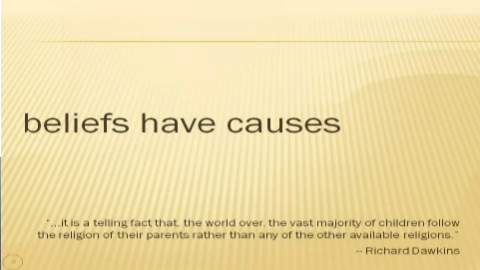 beliefs have causes
"...it is a telling fact that, the world over, the vast majority of children follow
the religion of their parents rather than any of the other available religions."
-- Richard Dawkins